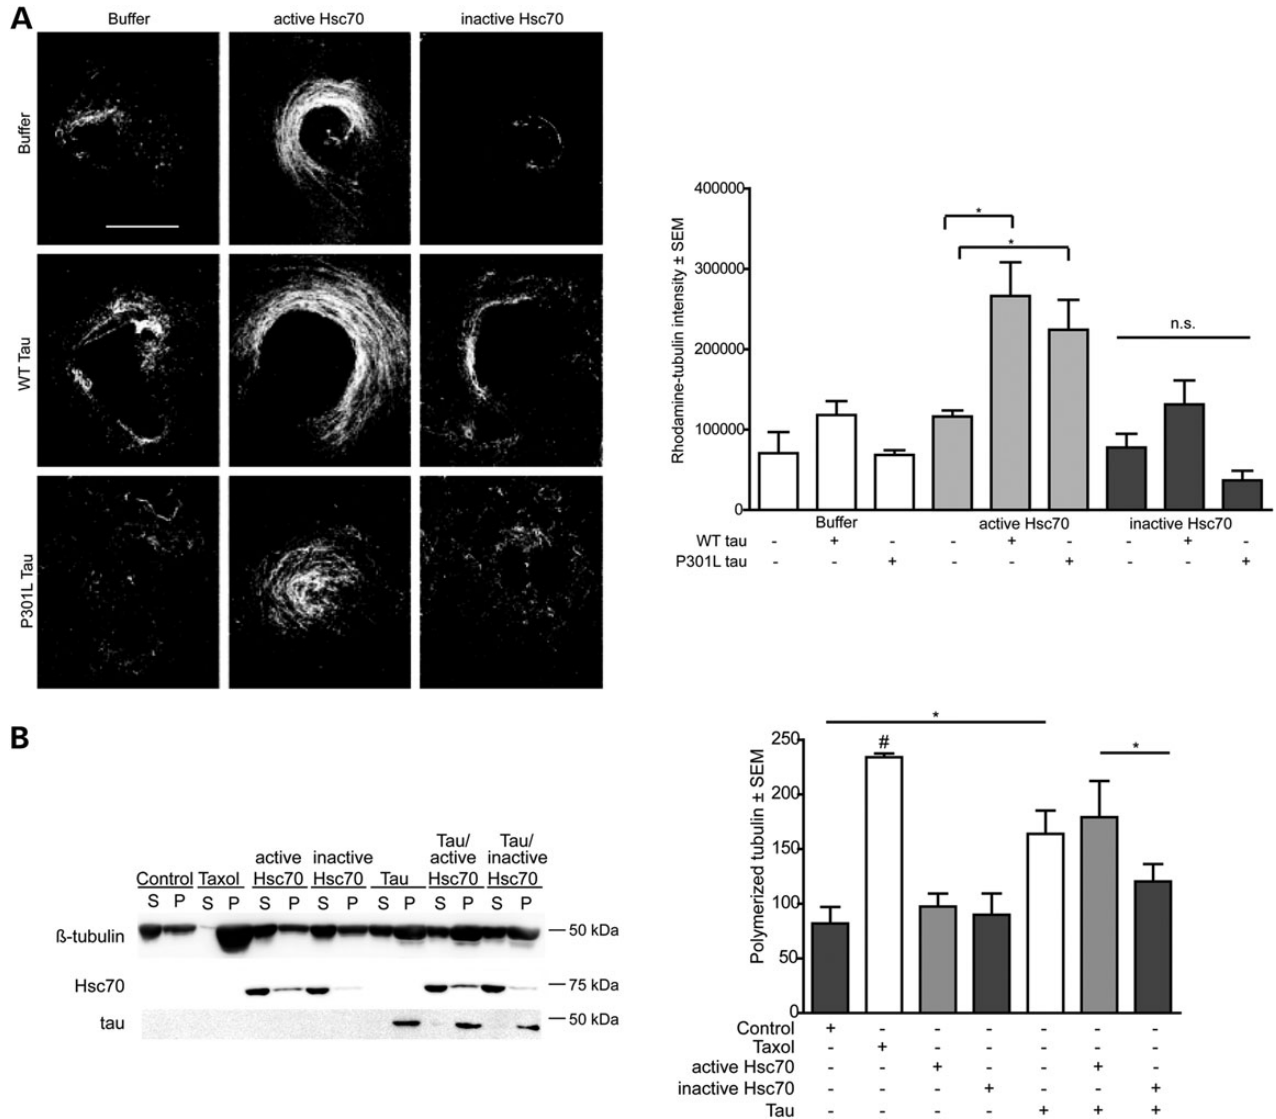 A
Buffer active Hsc70 inactive Hsc70
Buffer
WT Tau
P301L Tau
Rhodamine-tubulin intensity ± SEM
400000
300000
200000
100000
0
*
*
n.s.
Buffer active Hsc70 inactive Hsc70
WT tau - + - - + - - + -
P301L tau - - + - - + - - +
B
Control Taxol active Hsc70 inactive Hsc70 Tau Tau/ active Hsc70 Tau/ inactive Hsc70
S P S P S P S P S P S P S P
ß-tubulin 50 kDa
Hsc70 75 kDa
tau 50 kDa
Polymerized tubulin ± SEM
250
200
150
100
50
0
*
#
*
Control + - - - - - -
Taxol - + - - - - -
active Hsc70 - - + - - + -
inactive Hsc70 - - - + - - +
Tau - - - - + + +